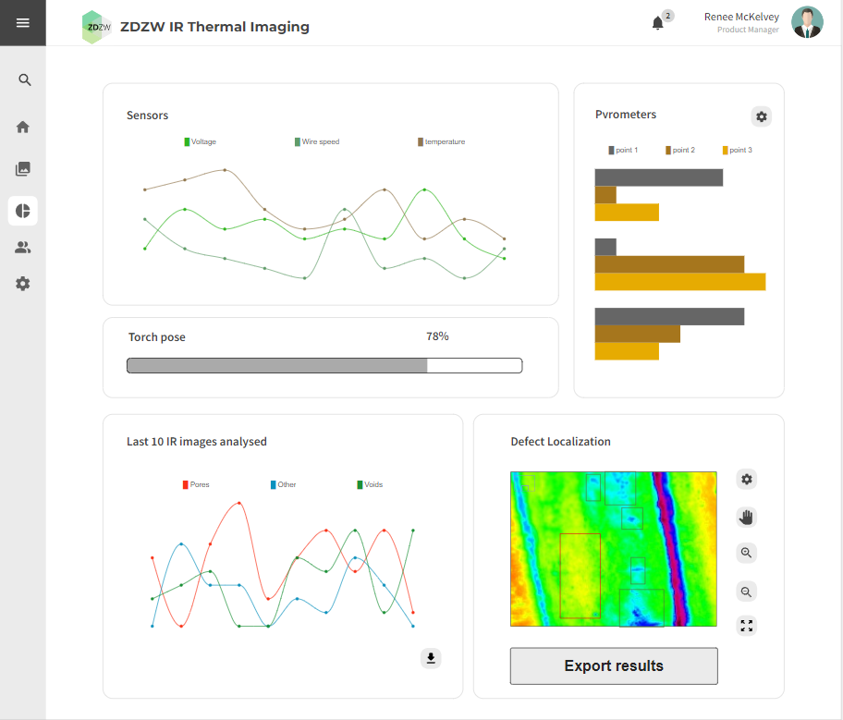 ZDZW
ZDZW IR Thermal Imaging
2
Renee McKelvey
Product Manager
Sensors
Voltage
Wire speed
temperature
Pvrometers
point 1
point 2
point 3
Torch pose
78%
Last 10 IR images analysed
Pores
Other
Voids
Defect Localization
Export results